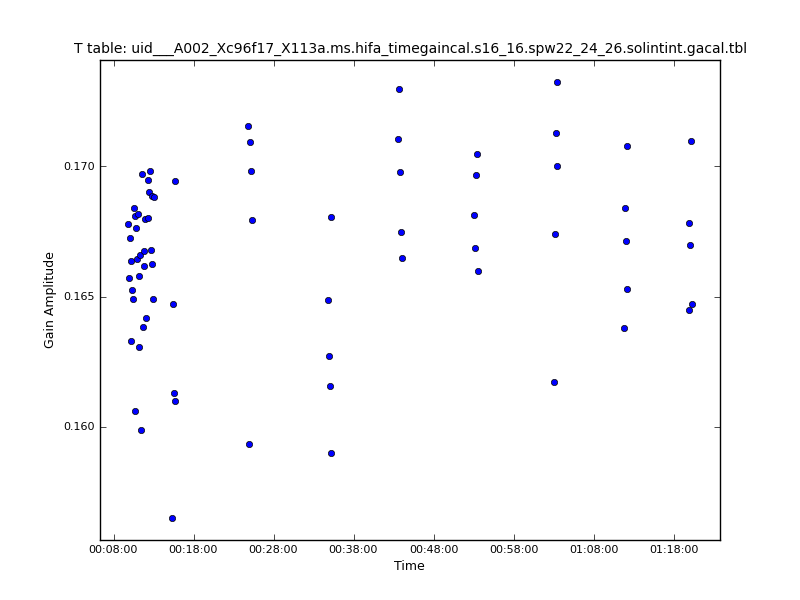 T table: uid___A002_Xc96f17_X113a.ms.hifa_timegaincal.s16_16.spw22_24_26.solintint.gacal.tbl
0.170
0.165
0.160
Gain Amplitude
00:08:00 00:18:00 00:28:00 00:38:00 00:48:00 00:58:00 01:08:00 01:18:00
Time